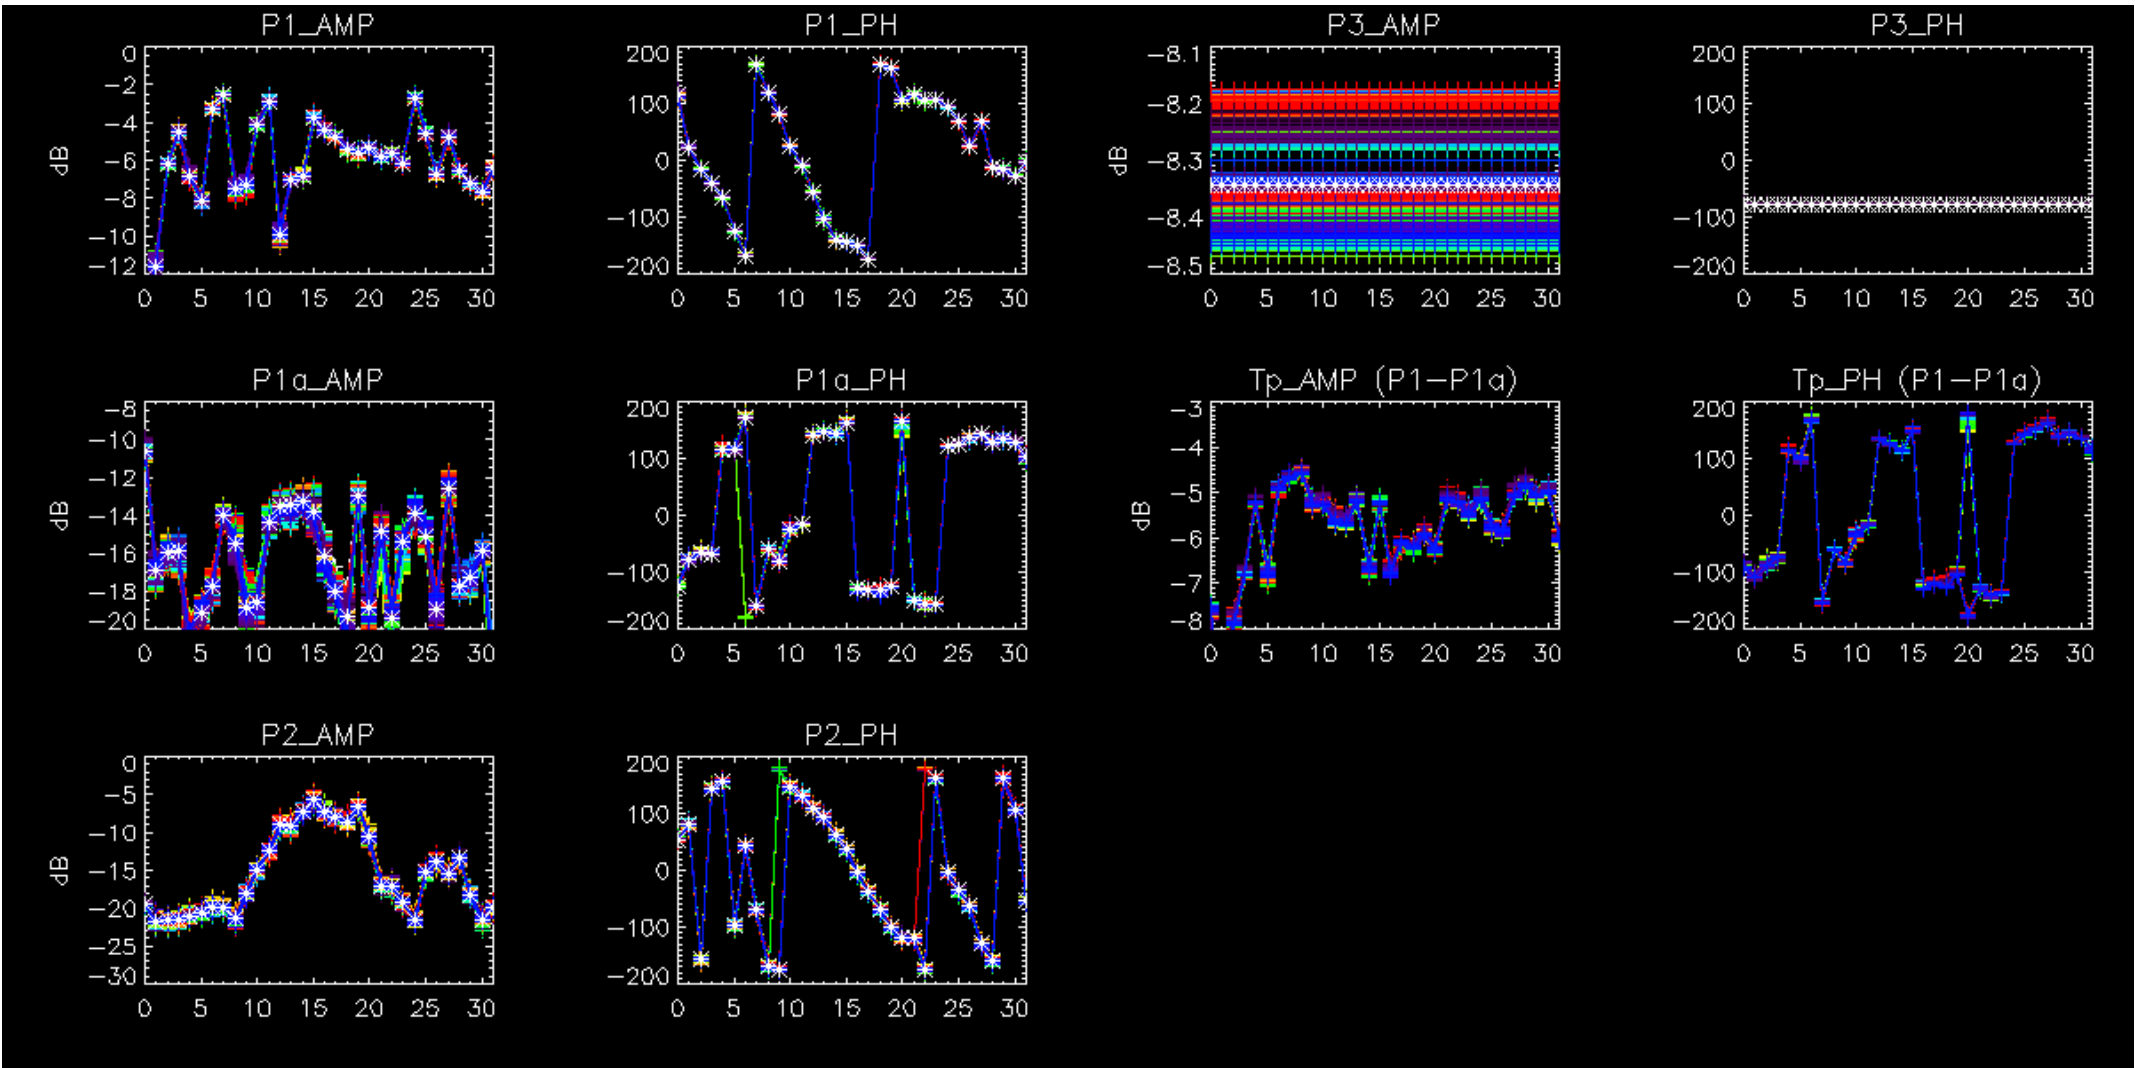 P1_AMP P1_PH P3_AMP P3_PH
0 200 -8.1 200
-2
-4 100 -8.2 100
dB -6 0 dB -8.3 0
-8
-10 -100 -8.4 -100
-12 -200 -8.5 -200
0 5 10 15 20 25 30 0 5 10 15 20 25 30 0 5 10 15 20 25 30 0 5 10 15 20 25 30
P1a_AMP P1a_PH Tp_AMP (P1-P1a) Tp_PH (P1-P1a)
-8 200 -3 200
-10 100 -4 100
-12
dB -14 0 dB -5 0
-16 -6
-18 -100 -7 -100
-20 -200 -8 -200
0 5 10 15 20 25 30 0 5 10 15 20 25 30 0 5 10 15 20 25 30 0 5 10 15 20 25 30
P2_AMP P2_PH
0 200
-5 100
-10
dB -15 0
-20 -100
-25
-30 -200
0 5 10 15 20 25 30 0 5 10 15 20 25 30